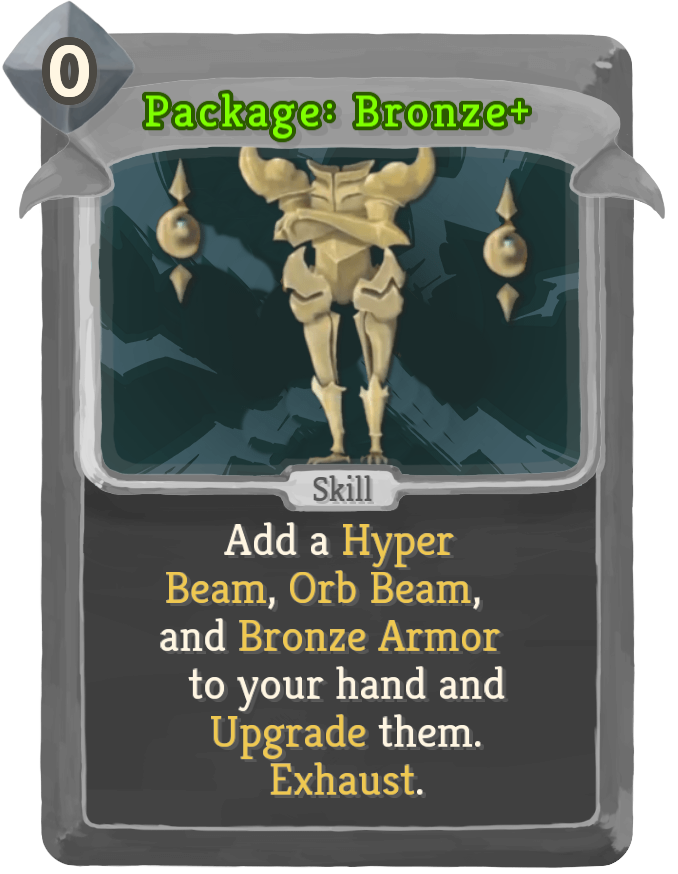 0
Package: Bronze+
Skill
Add a Hyper
Beam, Orb Beam,
and Bronze Armor
to your hand and
Upgrade them.
Exhaust.